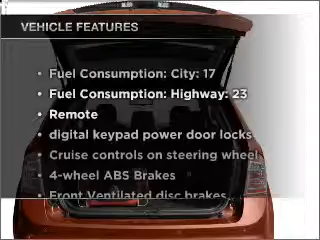 VEHICLE FEATURES
• Fuel Consumption: City: 17
• Fuel Consumption: Highway: 23
• Remote
• digital keypad power door locks
• Cruise controls on steering wheel
• 4-wheel ABS Brakes
• Front Ventilated disc brakes